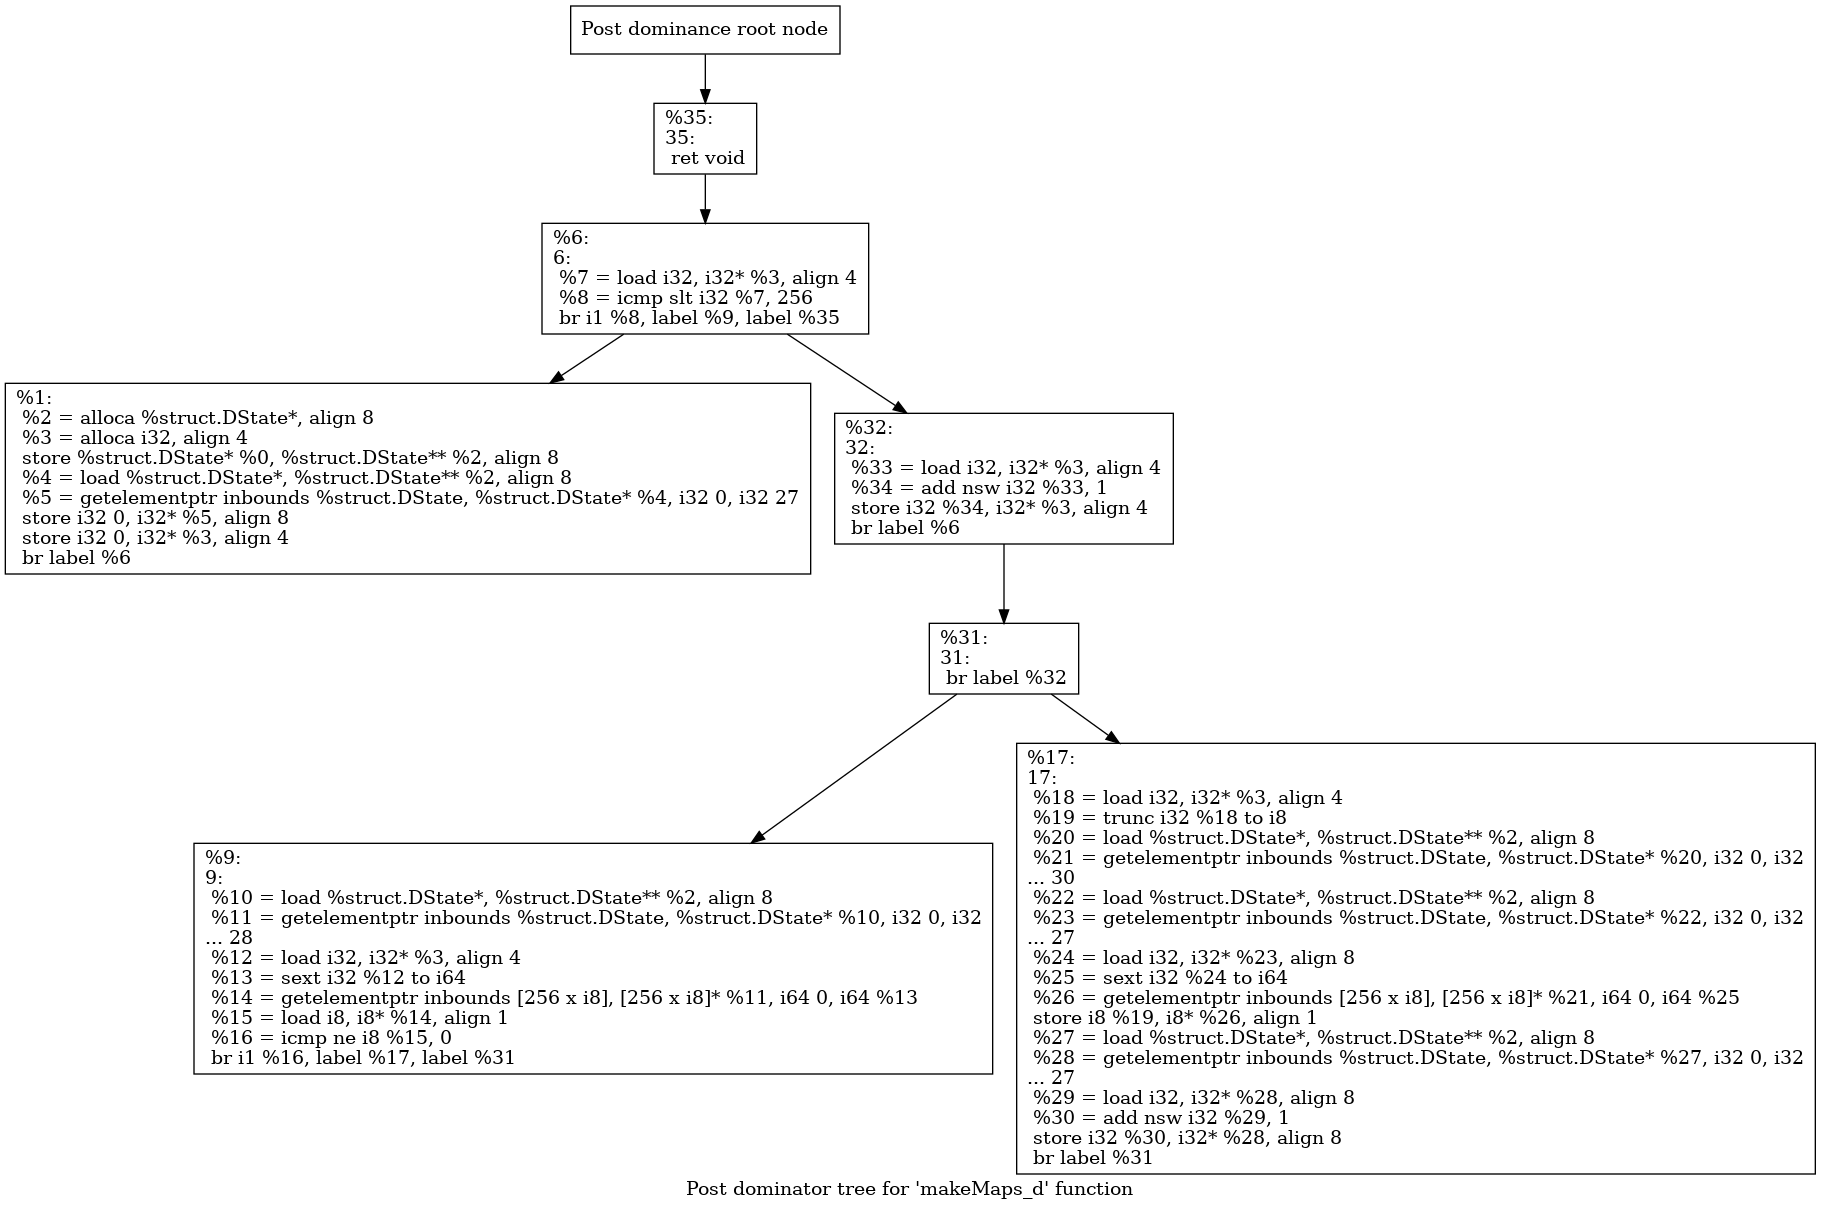 Post dominance root node
%35:
35:
ret void
%6:
6:
%7 = load i32, i32* %3, align 4
%8 = icmp slt i32 %7, 256
br i1 %8, label %9, label %35
%1:
%2 = alloca %struct.DState*, align 8
%3 = alloca i32, align 4
store %struct.DState* %0, %struct.DState** %2, align 8
%4 = load %struct.DState*, %struct.DState** %2, align 8
%5 = getelementptr inbounds %struct.DState, %struct.DState* %4, i32 0, i32 27
store i32 0, i32* %5, align 8
store i32 0, i32* %3, align 4
br label %6
%32:
32:
%33 = load i32, i32* %3, align 4
%34 = add nsw i32 %33, 1
store i32 %34, i32* %3, align 4
br label %6
%31:
31:
br label %32
%9:
9:
%10 = load %struct.DState*, %struct.DState** %2, align 8
%11 = getelementptr inbounds %struct.DState, %struct.DState* %10, i32 0, i32
... 28
%12 = load i32, i32* %3, align 4
%13 = sext i32 %12 to i64
%14 = getelementptr inbounds [256 x i8], [256 x i8]* %11, i64 0, i64 %13
%15 = load i8, i8* %14, align 1
%16 = icmp ne i8 %15, 0
br i1 %16, label %17, label %31
%17:
17:
%18 = load i32, i32* %3, align 4
%19 = trunc i32 %18 to i8
%20 = load %struct.DState*, %struct.DState** %2, align 8
%21 = getelementptr inbounds %struct.DState, %struct.DState* %20, i32 0, i32
... 30
%22 = load %struct.DState*, %struct.DState** %2, align 8
%23 = getelementptr inbounds %struct.DState, %struct.DState* %22, i32 0, i32
... 27
%24 = load i32, i32* %23, align 8
%25 = sext i32 %24 to i64
%26 = getelementptr inbounds [256 x i8], [256 x i8]* %21, i64 0, i64 %25
store i8 %19, i8* %26, align 1
%27 = load %struct.DState*, %struct.DState** %2, align 8
%28 = getelementptr inbounds %struct.DState, %struct.DState* %27, i32 0, i32
... 27
%29 = load i32, i32* %28, align 8
%30 = add nsw i32 %29, 1
store i32 %30, i32* %28, align 8
br label %31
Post dominator tree for 'makeMaps_d' function